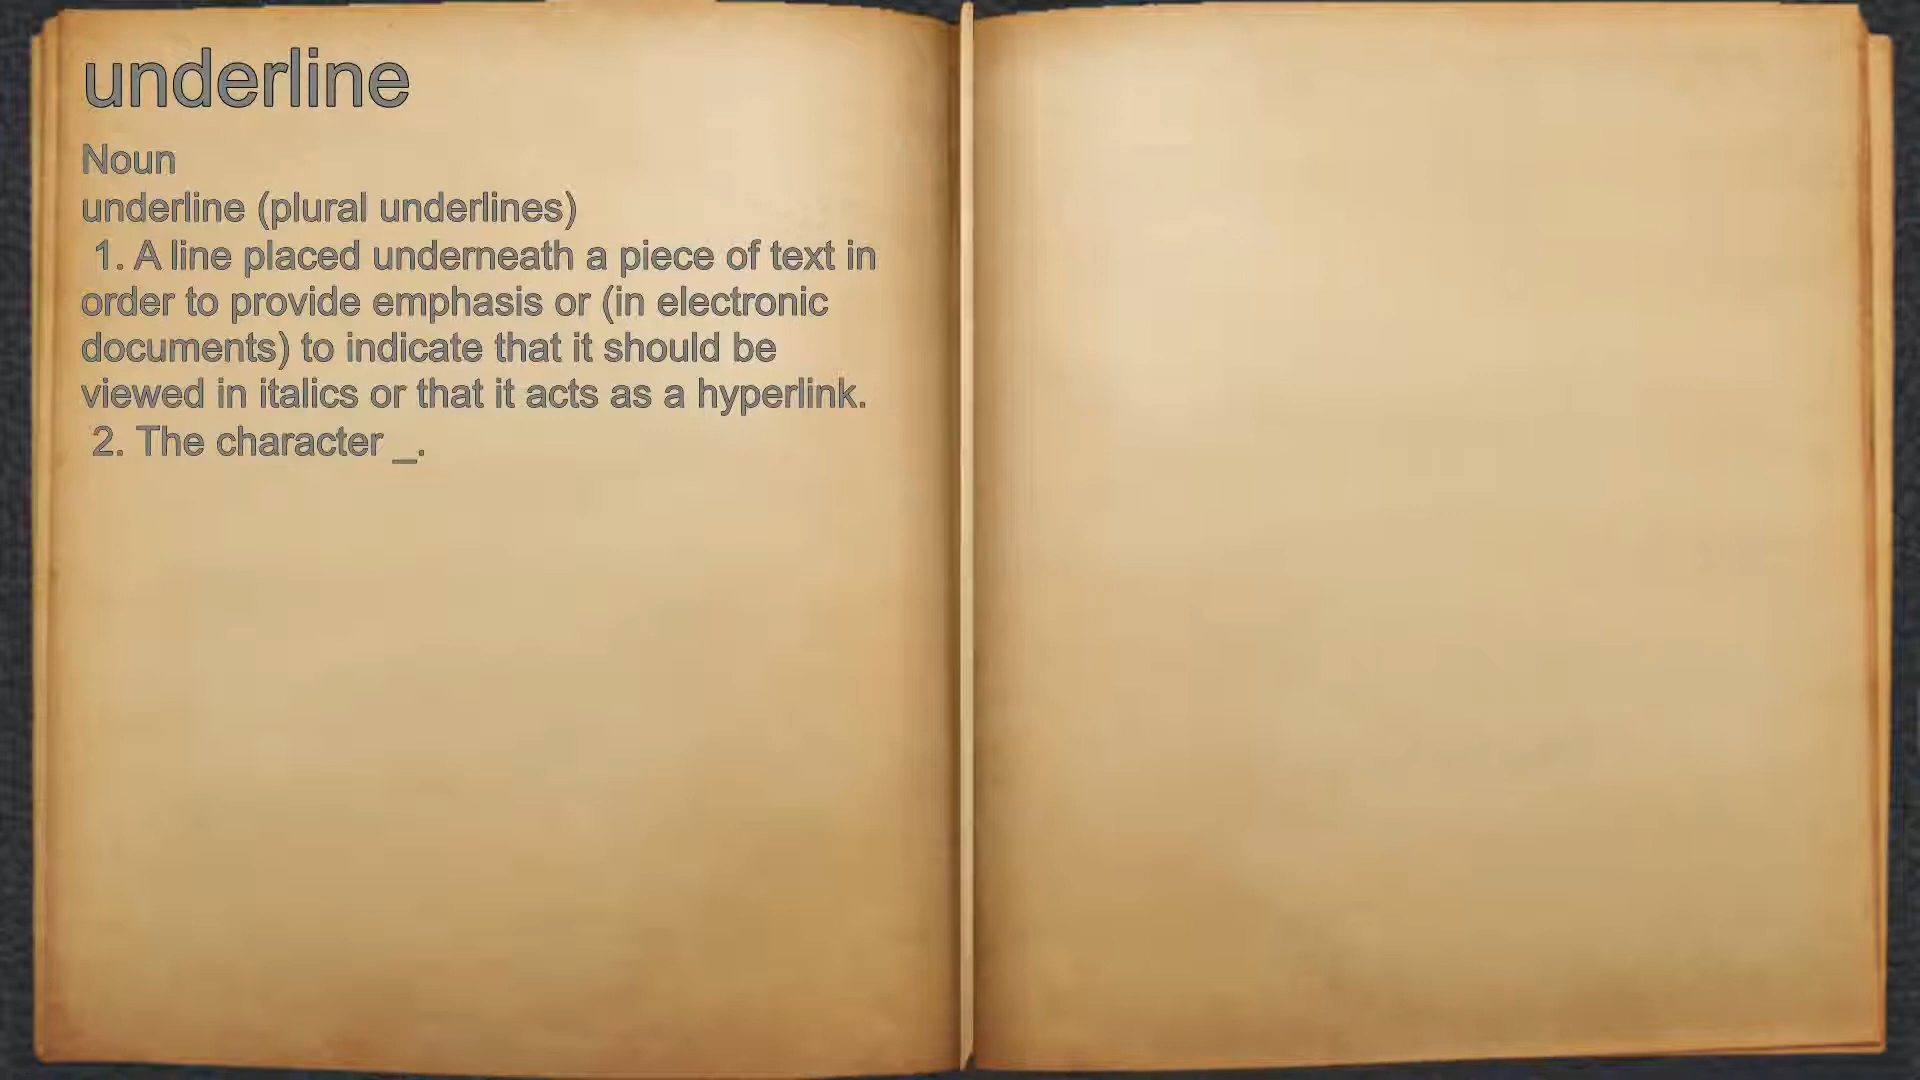 underline
Noun
underline (plural underlines)
1. A line placed underneath a piece of text in
order to provide emphasis or (in electronic
documents) to indicate that it should be
viewed in italics or that it acts as a hyperlink.
2. The character _.